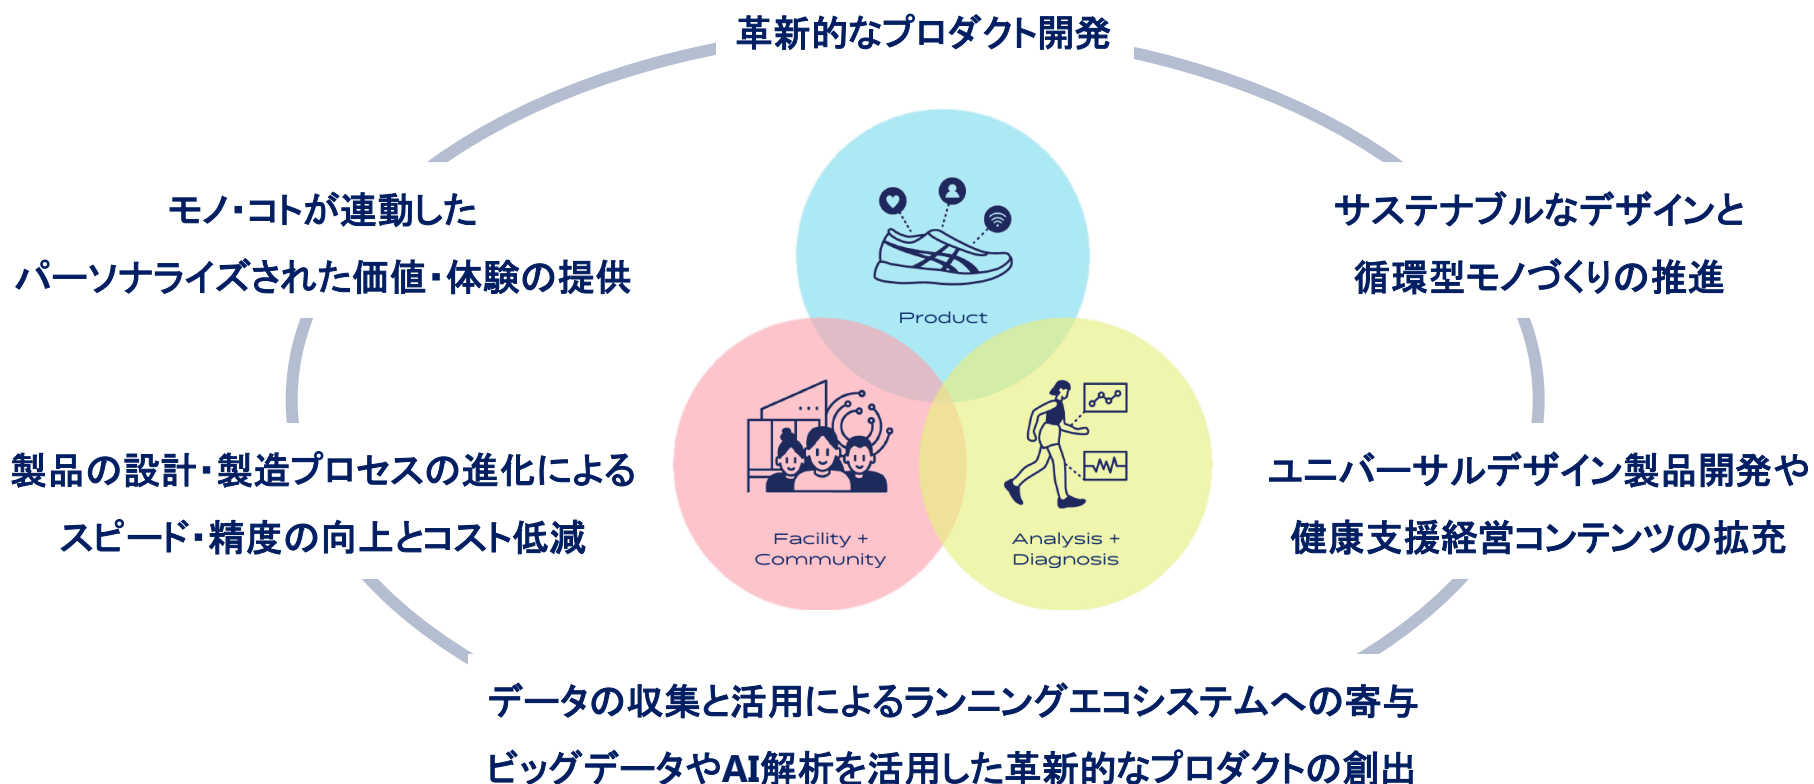 革新的なプロダクト開発
モノ・コトが連動した
パーソナライズされた価値・体験の提供
サステナブルなデザインと
循環型モノづくりの推進
Product
製品の設計・製造プロセスの進化による
スピード・精度の向上とコスト低減
Facility +
Community
Analysis +
Diagnosis
ユニバーサルデザイン製品開発や
健康支援経営コンテンツの拡充
データの収集と活用によるランニングエコシステムへの寄与
ビッグデータやAI解析を活用した革新的なプロダクトの創出